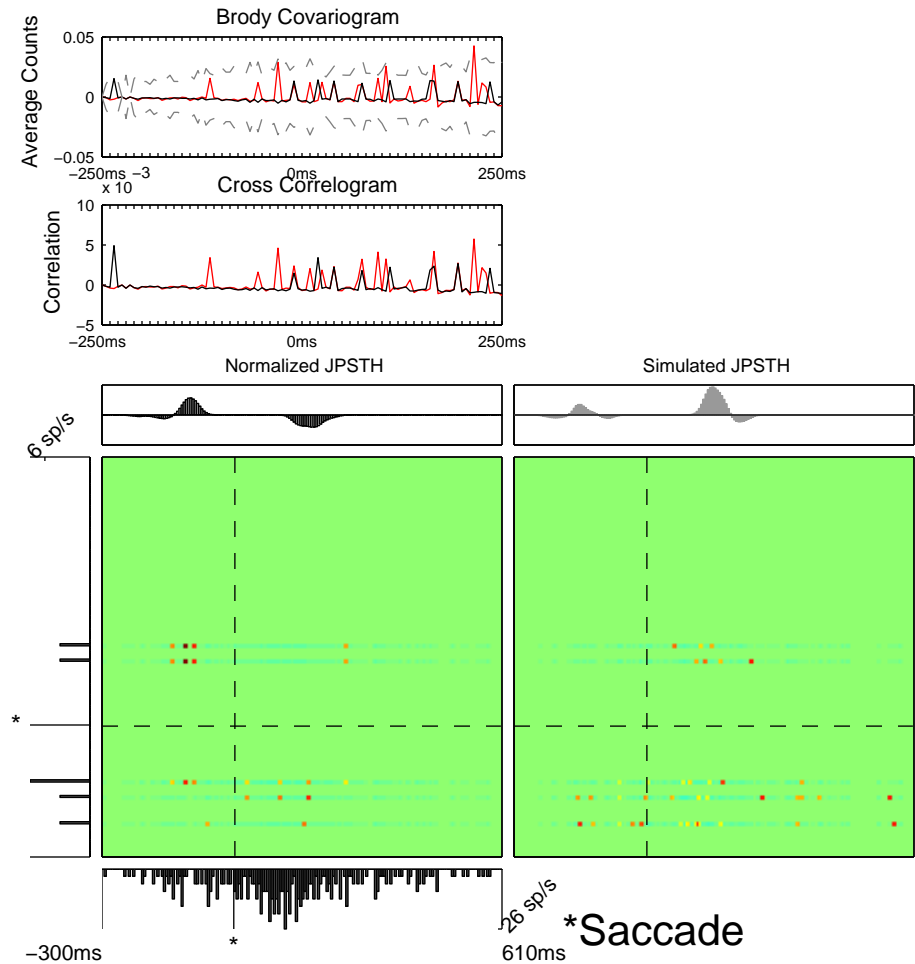 Brody Covariogram
Average Counts
0.05
0
−0.05
−250ms
0ms
250ms
−3
x 10
Cross Correlogram
Correlation
10
5
0
−5
−250ms
0ms
250ms
Normalized JPSTH
Simulated JPSTH
6 sp/s
*
*
26 sp/s
*Saccade
−300ms
610ms